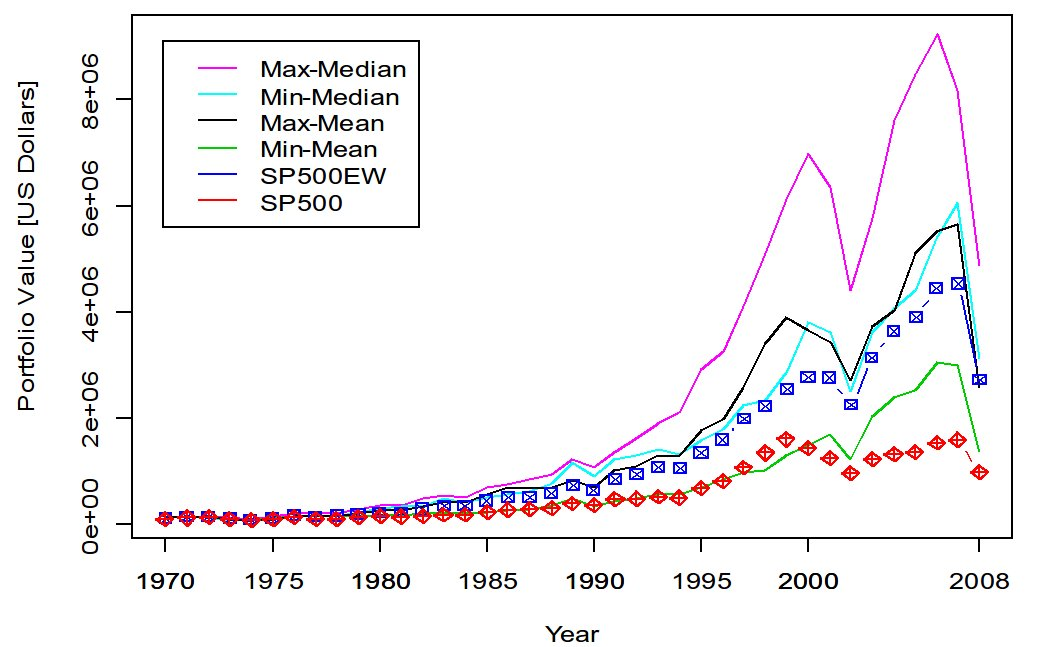 Max-Median
Min-Median
Max-Mean
Min-Mean
SP500EW
SP500
Portfolio Value [US Dollars]
8e+06
6e+06
4e+06
2e+06
0e+00
1970 1975 1980 1985 1990 1995 2000 2008
Year